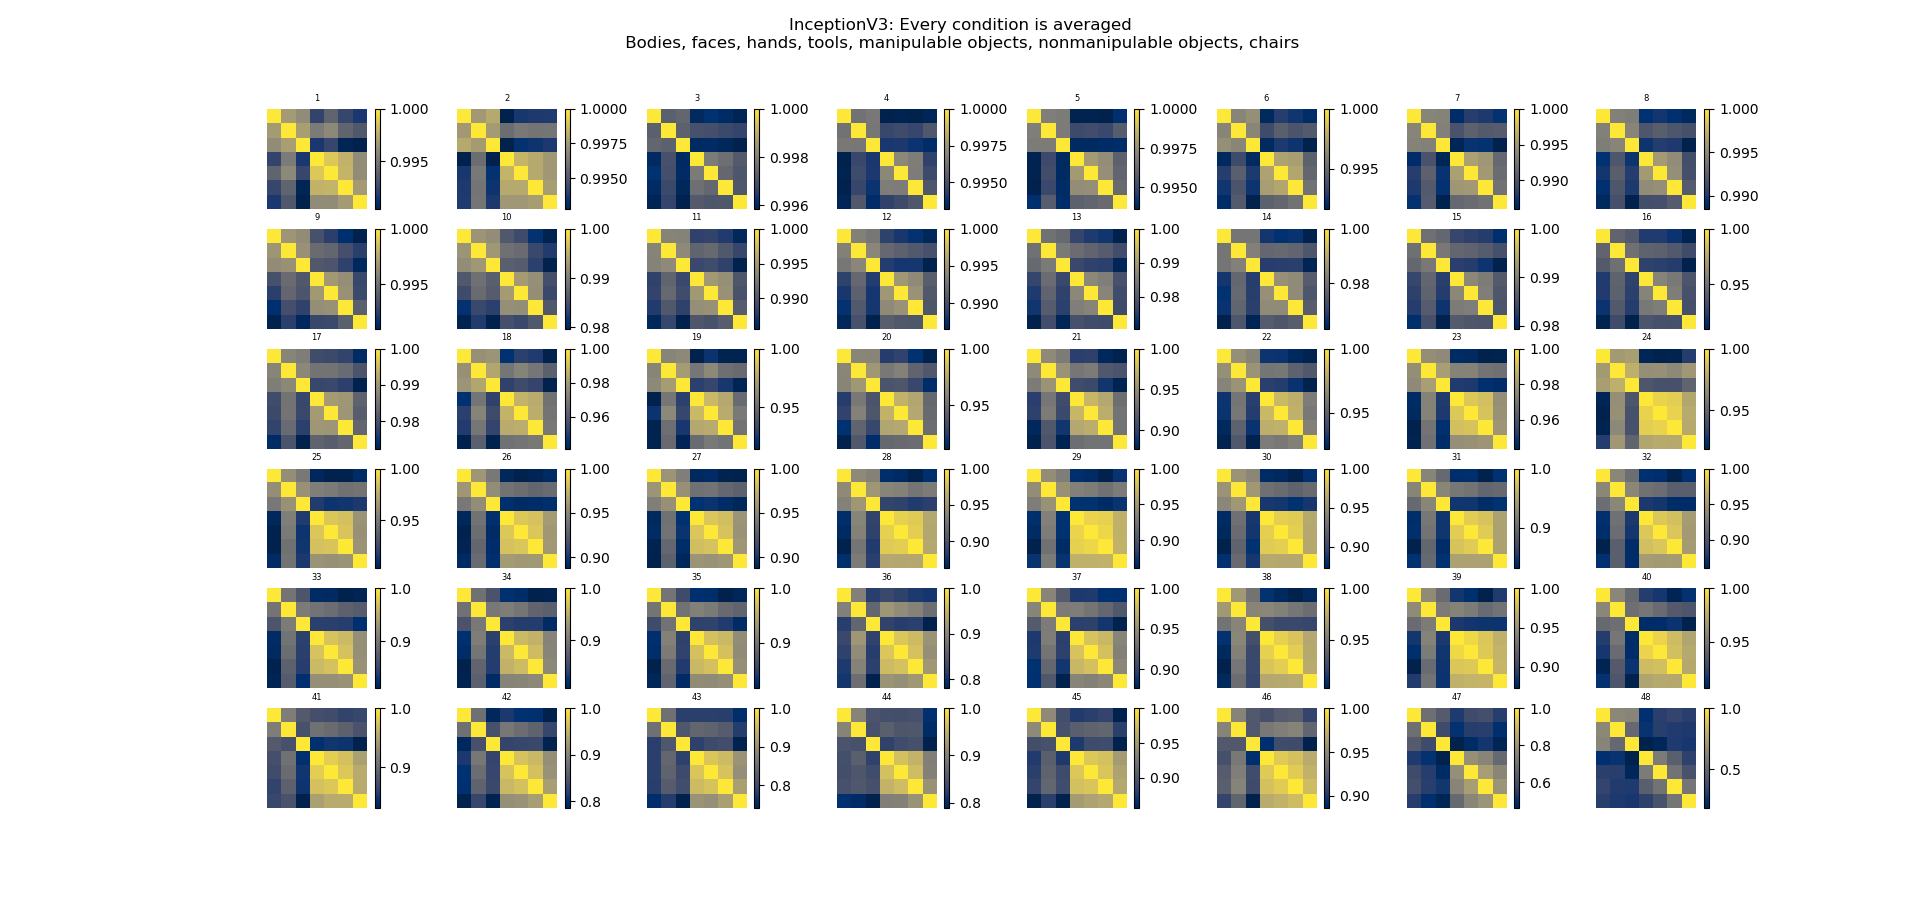 InceptionV3: Every condition is averaged
Bodies, faces, hands, tools, manipulable objects, nonmanipulable objects, chairs
1 2 3 4 5 6 7 8
1.000 1.0000 1.000 1.0000 1.0000 1.000 1.000 1.000
0.995 0.9975 0.998 0.9975 0.9975 0.995 0.995 0.995
0.9950 0.996 0.9950 0.9950 0.990 0.990
9 10 11 12 13 14 15 16
1.000 1.00 1.000 1.000 1.00 1.00 1.00 1.00
0.995 0.99 0.995 0.995 0.99 0.98 0.99 0.95
0.98 0.990 0.990 0.98 0.98
17 18 19 20 21 22 23 24
1.00 1.00 1.00 1.00 1.00 1.00 1.00 1.00
0.99 0.98 0.95 0.95 0.95 0.95 0.98 0.95
0.98 0.96 0.90 0.96
25 26 27 28 29 30 31 32
1.00 1.00 1.00 1.00 1.00 1.00 1.0 1.00
0.95 0.95 0.95 0.95 0.95 0.95 0.9 0.95
0.90 0.90 0.90 0.90 0.90 0.90
33 34 35 36 37 38 39 40
1.0 1.0 1.0 1.0 1.00 1.00 1.00 1.00
0.9 0.9 0.9 0.9 0.95 0.95 0.95 0.95
0.8 0.90 0.90
41 42 43 44 45 46 47 48
1.0 1.0 1.0 1.0 1.00 1.00 1.0 1.0
0.9 0.9 0.9 0.9 0.95 0.95 0.8 0.5
0.8 0.8 0.8 0.90 0.90 0.6